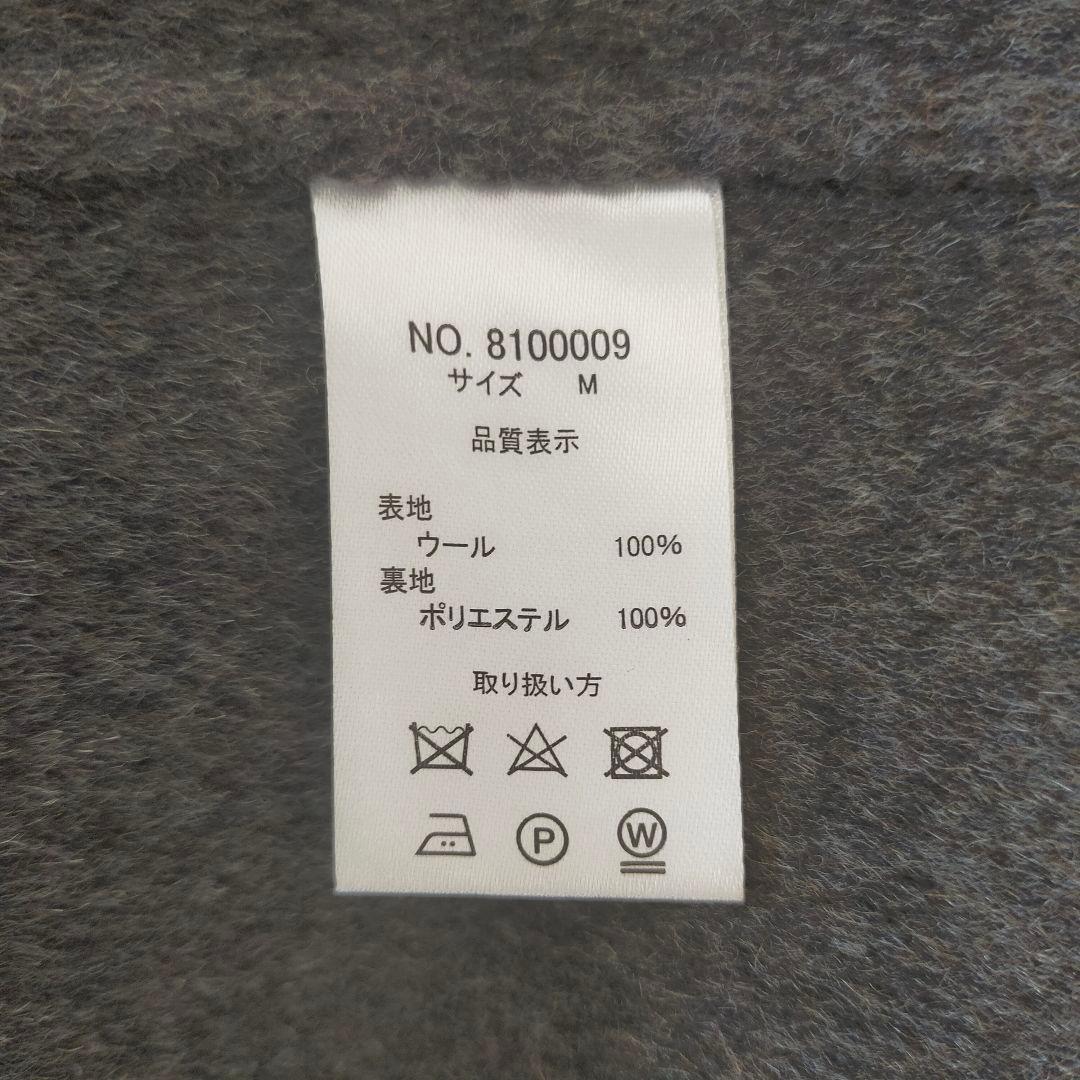 NO. 8100009
サイズ M
品質表示
表地
ウール 100%
裏地
ポリエステル 100%
取り扱い方
P W